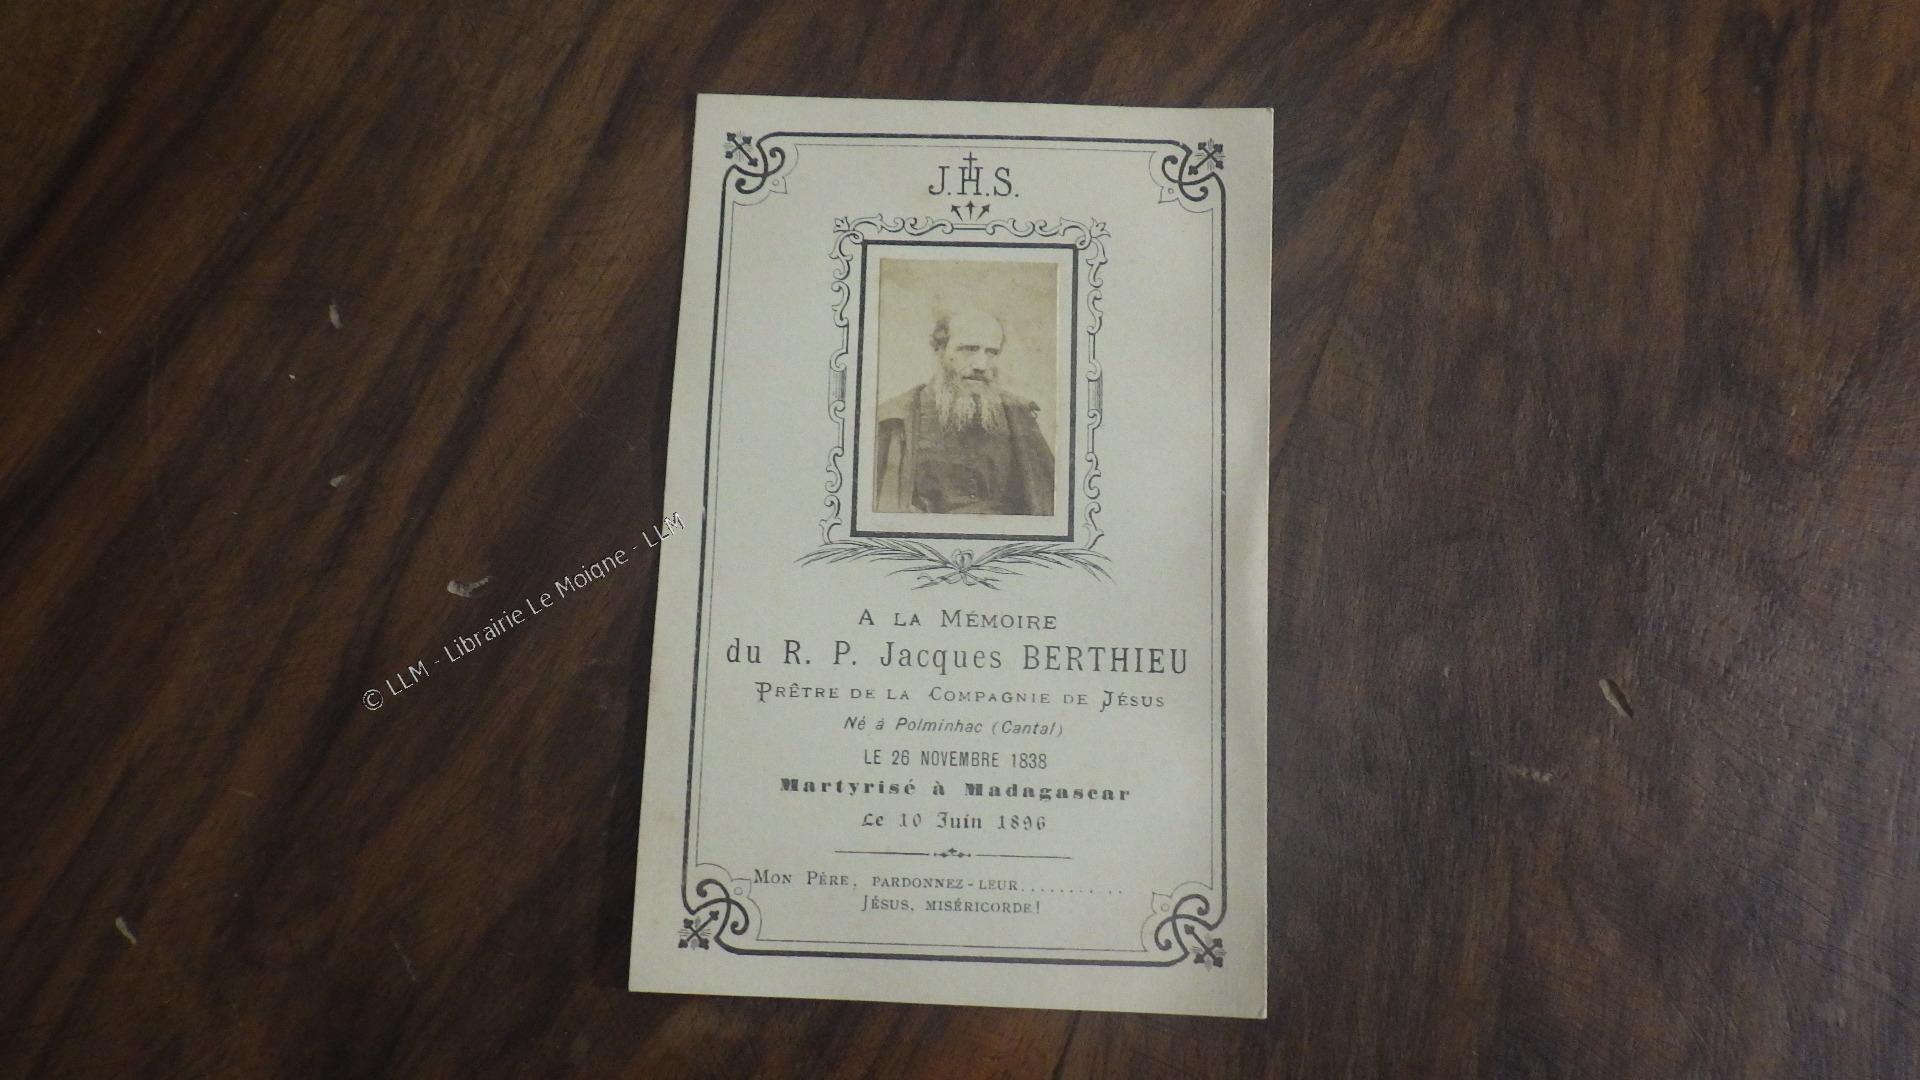 J.H.S.
A LA MÉMOIRE
du R. P. Jacques BERTHIEU
PRÊTRE DE LA COMPAGNIE DE JÉSUS
Né à Polminhac (Cantal)
LE 26 NOVEMBRE 1838
Martyrisé à Madagascar
Le 10 Juin 1896
MON PÈRE, PARDONNEZ-LEUR...........
JÉSUS, MISÉRICORDE!
© LLM - Librairie Le Moigne - LLM